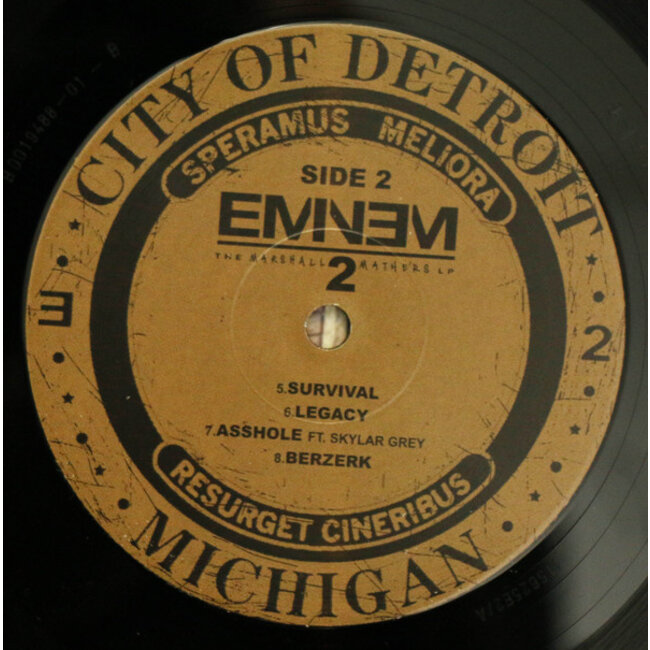 CITY OF DETROIT
SPERAMUS MELIORA
SIDE 2
EMINƎM
THE MARSHALL MATHERS LP
2
Ǝ
2
5.SURVIVAL
6.LEGACY
7.ASSHOLE FT. SKYLAR GREY
8.BERZERK
RESURGET CINERIBUS
MICHIGAN